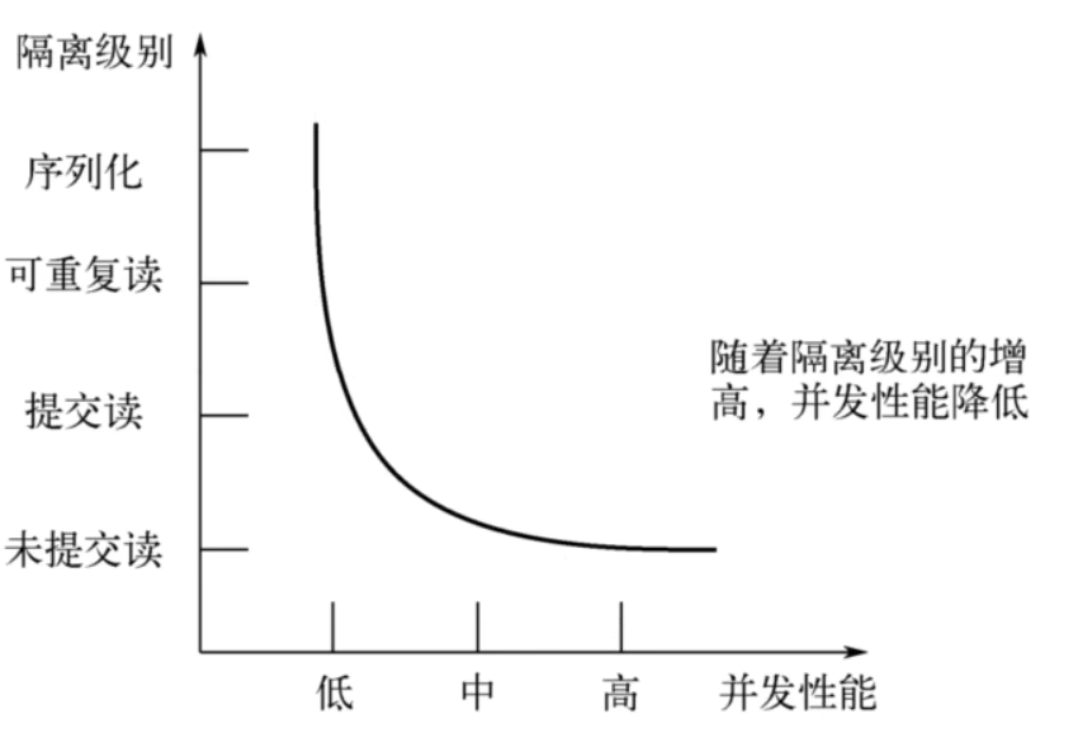 隔离级别
序列化
可重复读
提交读
未提交读
随着隔离级别的增
高，并发性能降低
低
中
高
并发性能